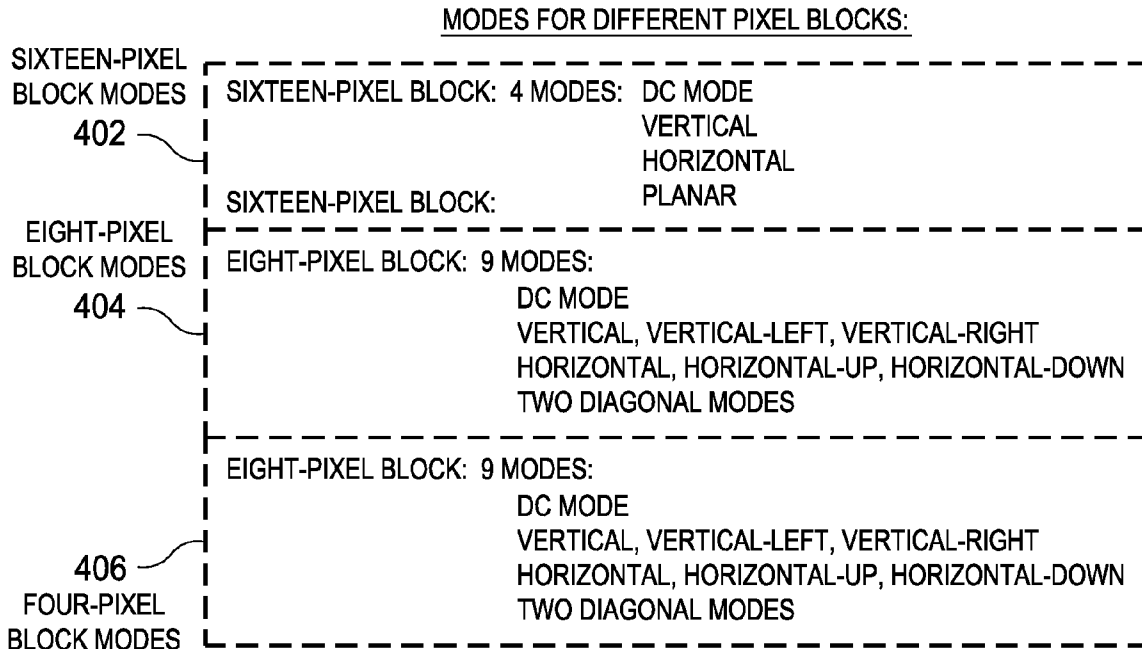 MODES FOR DIFFERENT PIXEL BLOCKS:
SIXTEEN-PIXEL
BLOCK MODES
402
SIXTEEN-PIXEL BLOCK: 4 MODES: DC MODE
VERTICAL
HORIZONTAL
PLANAR
SIXTEEN-PIXEL BLOCK:
EIGHT-PIXEL
BLOCK MODES
404
EIGHT-PIXEL BLOCK: 9 MODES:
DC MODE
VERTICAL, VERTICAL-LEFT, VERTICAL-RIGHT
HORIZONTAL, HORIZONTAL-UP, HORIZONTAL-DOWN
TWO DIAGONAL MODES
EIGHT-PIXEL BLOCK: 9 MODES:
DC MODE
VERTICAL, VERTICAL-LEFT, VERTICAL-RIGHT
HORIZONTAL, HORIZONTAL-UP, HORIZONTAL-DOWN
TWO DIAGONAL MODES
406
FOUR-PIXEL
BLOCK MODES